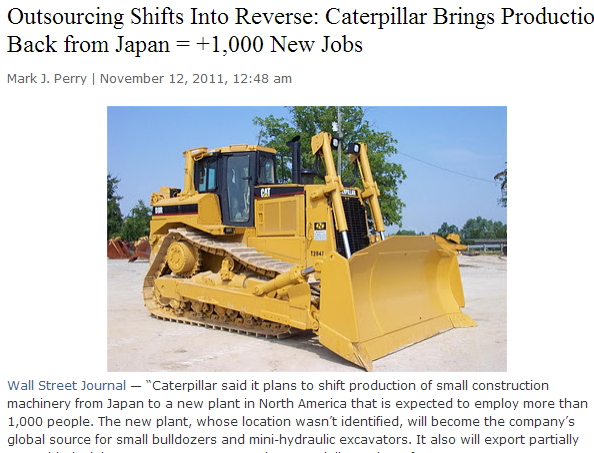 Outsourcing Shifts Into Reverse: Caterpillar Brings Productio
Back from Japan = +1,000 New Jobs
Mark J. Perry | November 12, 2011, 12:48 am
CAT
CATERPILLAR
D8R
Wall Street Journal — “Caterpillar said it plans to shift production of small construction
machinery from Japan to a new plant in North America that is expected to employ more than
1,000 people. The new plant, whose location wasn’t identified, will become the company’s
global source for small bulldozers and mini-hydraulic excavators. It also will export partially